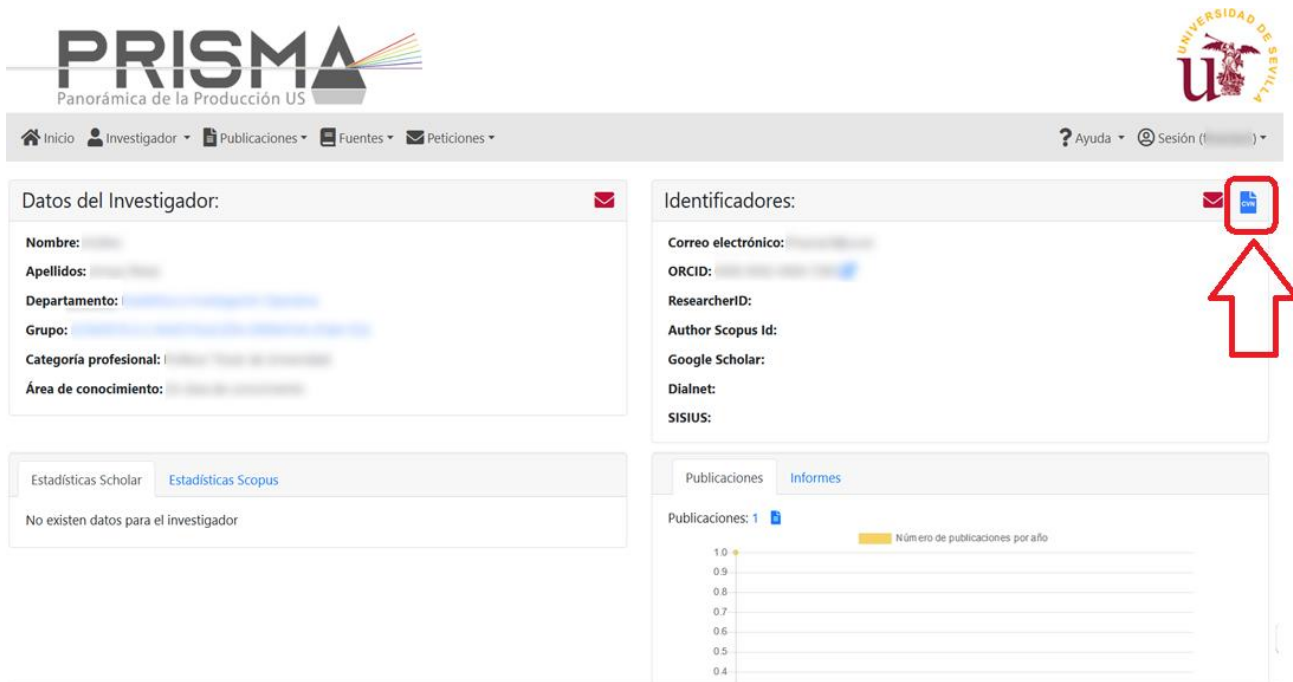 PRISMA
Panorámica de la Producción US
UNIVERSIDAD DE SEVILLA
Inicio Investigador Publicaciones Fuentes Peticiones
Ayuda Sesión ( )
Datos del Investigador:
Nombre:
Apellidos:
Departamento:
Grupo:
Categoría profesional:
Área de conocimiento:
Identificadores:
CVN
Correo electrónico:
ORCID:
ResearcherID:
Author Scopus Id:
Google Scholar:
Dialnet:
SISIUS:
Estadísticas Scholar Estadísticas Scopus
No existen datos para el investigador
Publicaciones Informes
Publicaciones: 1
Número de publicaciones por año
1.0
0.9
0.8
0.7
0.6
0.5
0.4